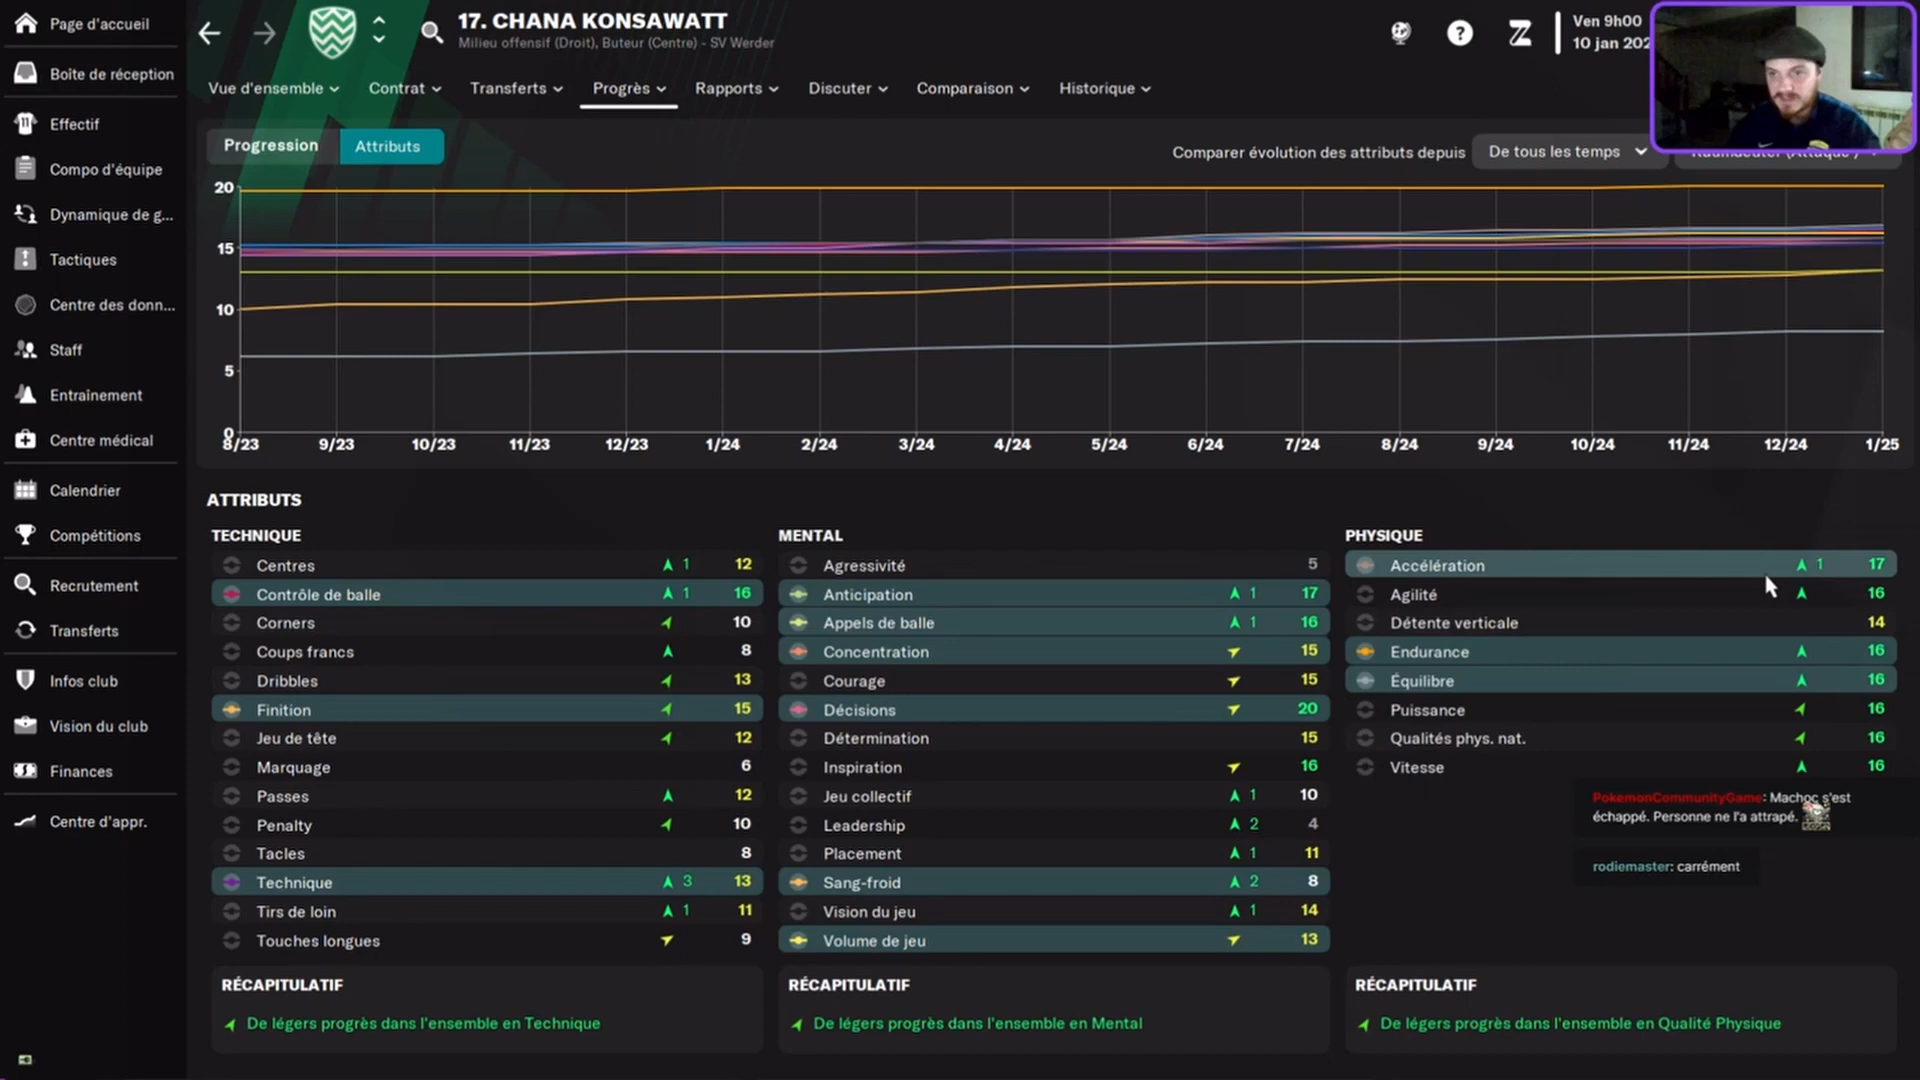 Page d'accueil
Boîte de réception
Effectif
Compo d'équipe
Dynamique de g...
Tactiques
Centre des donn...
Staff
Entraînement
Centre médical
Calendrier
Compétitions
Recrutement
Transferts
Infos club
Vision du club
Finances
Centre d'appr.
17. CHANA KONSAWATT
Milieu offensif (Droit), Buteur (Centre) - SV Werder
Ven 9h00
10 jan 202
Vue d'ensemble
Contrat
Transferts
Progrès
Rapports
Discuter
Comparaison
Historique
Progression
Attributs
Comparer évolution des attributs depuis
De tous les temps
20
15
10
5
0
8/23
9/23
10/23
11/23
12/23
1/24
2/24
3/24
4/24
5/24
6/24
7/24
8/24
9/24
10/24
11/24
12/24
1/25
ATTRIBUTS
TECHNIQUE
Centres 1 12
Contrôle de balle 1 16
Corners 10
Coups francs 8
Dribbles 13
Finition 15
Jeu de tête 12
Marquage 6
Passes 12
Penalty 10
Tacles 8
Technique 3 13
Tirs de loin 1 11
Touches longues 9
RÉCAPITULATIF
De légers progrès dans l'ensemble en Technique
MENTAL
Agressivité 5
Anticipation 1 17
Appels de balle 1 16
Concentration 15
Courage 15
Décisions 20
Détermination 15
Inspiration 16
Jeu collectif 1 10
Leadership 2 4
Placement 1 11
Sang-froid 2 8
Vision du jeu 1 14
Volume de jeu 13
RÉCAPITULATIF
De légers progrès dans l'ensemble en Mental
PHYSIQUE
Accélération 1 17
Agilité 16
Détente verticale 14
Endurance 16
Équilibre 16
Puissance 16
Qualités phys. nat. 16
Vitesse 16
PokemonCommunityGame: Machoc s'est
échappé. Personne ne l'a attrapé.
rodiemaster: carrément
RÉCAPITULATIF
De légers progrès dans l'ensemble en Qualité Physique